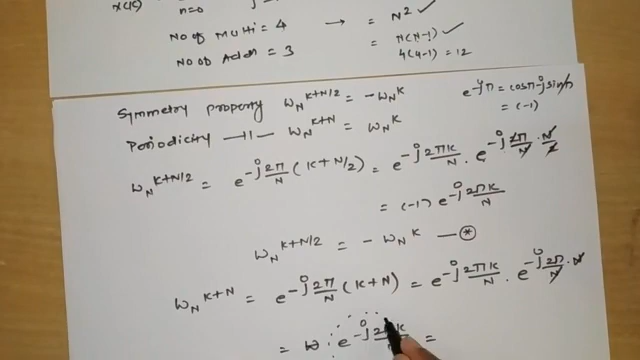 x(k) n=0
No of Multi = 4 → = N²
No of Addn = 3 = N(N-1)
4(4-1) = 12
Symmetry property W_N^{K+N/2} = -W_N^K
e^{-jπ} = cosπ - j sinπ
= (-1)
Periodicity —11— W_N^{K+N} = W_N^K
W_N^{K+N/2} = e^{-j 2π/N (K+N/2)} = e^{-j 2πK/N} . e^{-j 2π/N . N/2}
= (-1) e^{-j 2πK/N}
W_N^{K+N/2} = - W_N^K — ⊛
W_N^{K+N} = e^{-j 2π/N (K+N)} = e^{-j 2πK/N} . e^{-j 2π/N . N}
= W . e^{-j 2πK/N} =